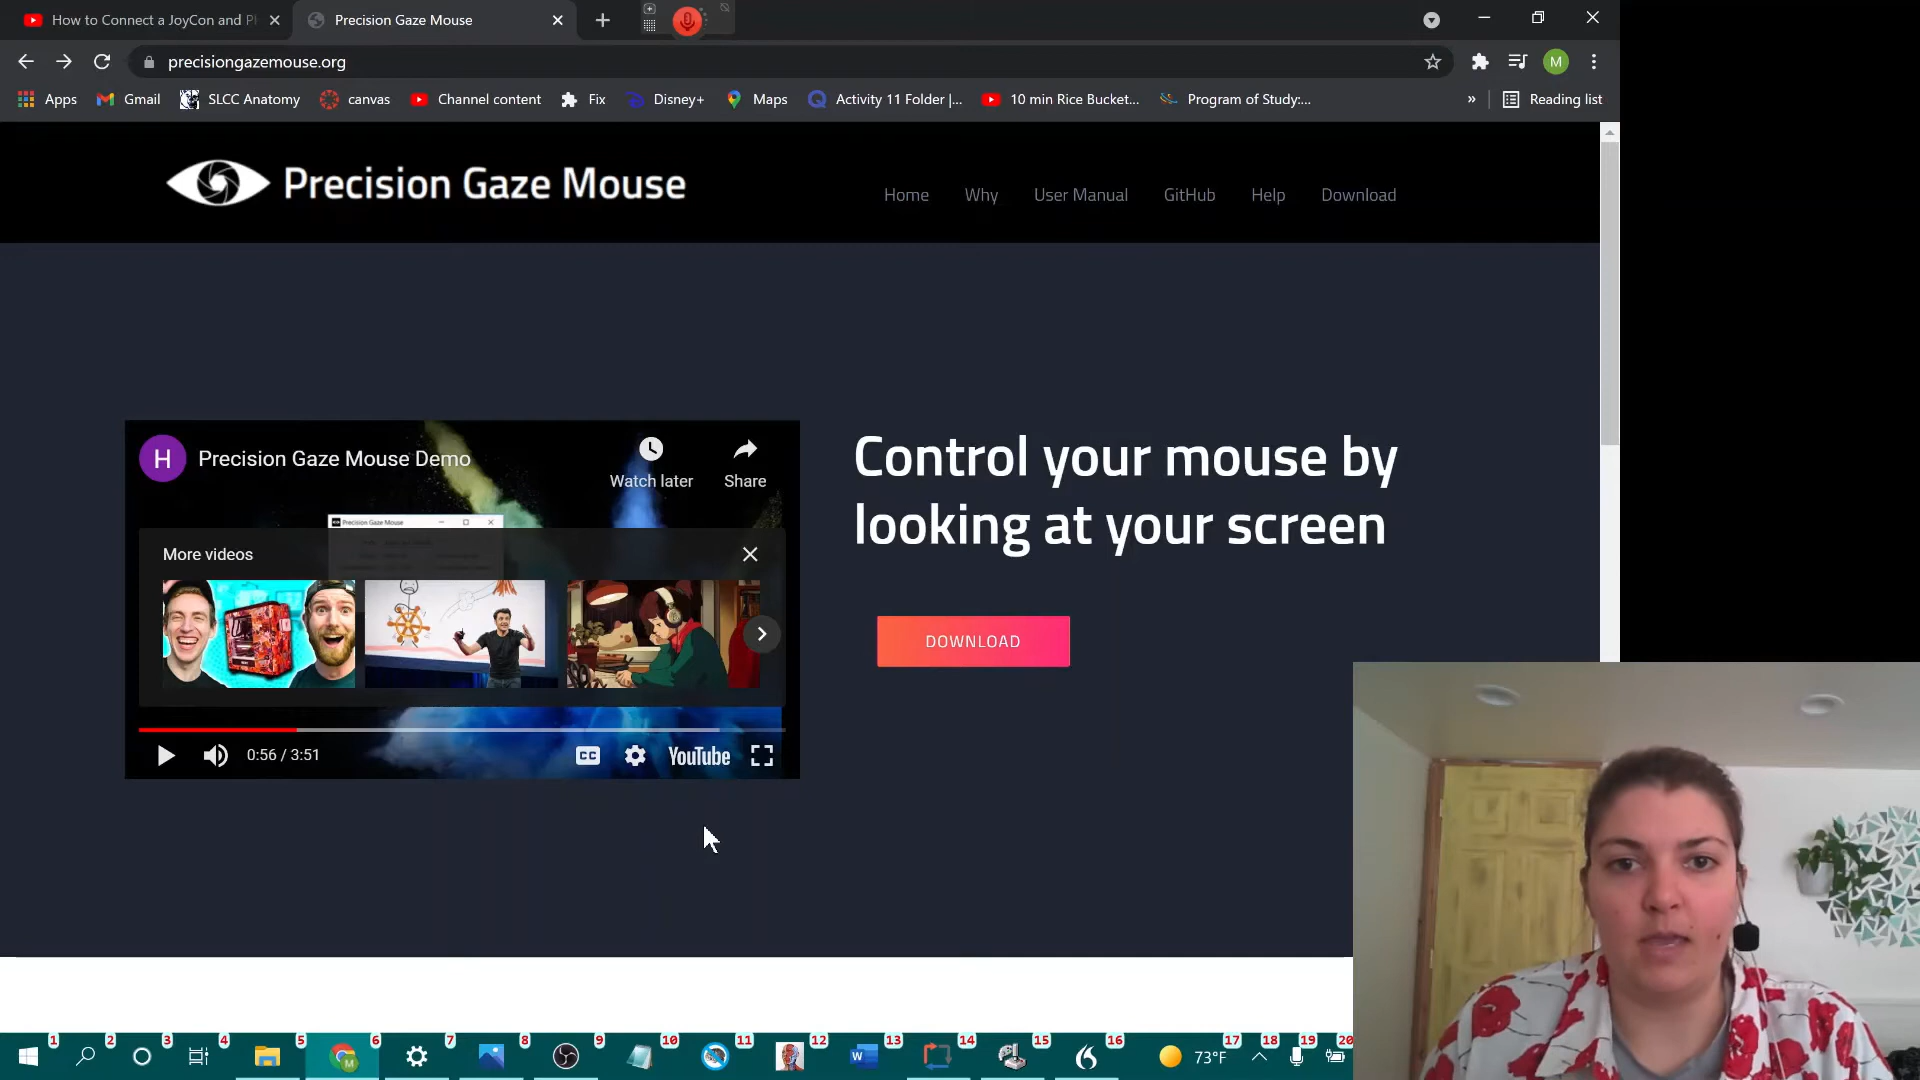 How to Connect a JoyCon and P
Precision Gaze Mouse
precisiongazemouse.org
M
Apps
Gmail
SLCC Anatomy
canvas
Channel content
Fix
Disney+
Maps
Activity 11 Folder |...
10 min Rice Bucket...
Program of Study:...
»
Reading list
Precision Gaze Mouse
Home
Why
User Manual
GitHub
Help
Download
H
Precision Gaze Mouse Demo
Watch later
Share
Precision Gaze Mouse
More videos
0:56 / 3:51
CC
YouTube
Control your mouse by
looking at your screen
DOWNLOAD
1 2 3 4 5 6 7 8 9 10 11 12 13 14 15 16 17 18 19 20
M
W
73°F